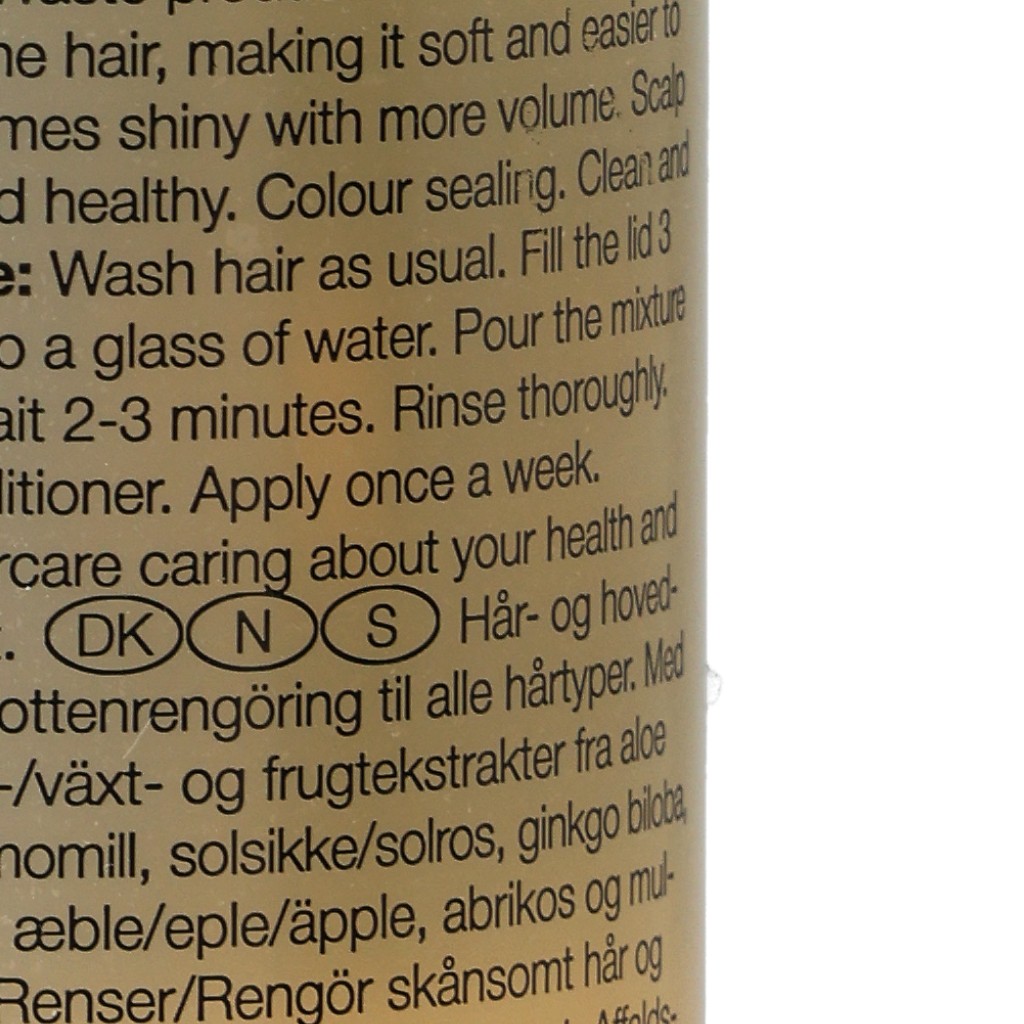 he hair, making it soft and easier to
mes shiny with more volume. Scalp
d healthy. Colour sealing. Clean and
e: Wash hair as usual. Fill the lid 3
o a glass of water. Pour the mixture
ait 2-3 minutes. Rinse thoroughly.
litioner. Apply once a week.
rcare caring about your health and
. DK N S Hår- og hoved-
ottenrengöring til alle hårtyper. Med
-/växt- og frugtekstrakter fra aloe
nomill, solsikke/solros, ginkgo biloba,
æble/eple/äpple, abrikos og mul-
Renser/Rengör skånsomt hår og
Affolds-